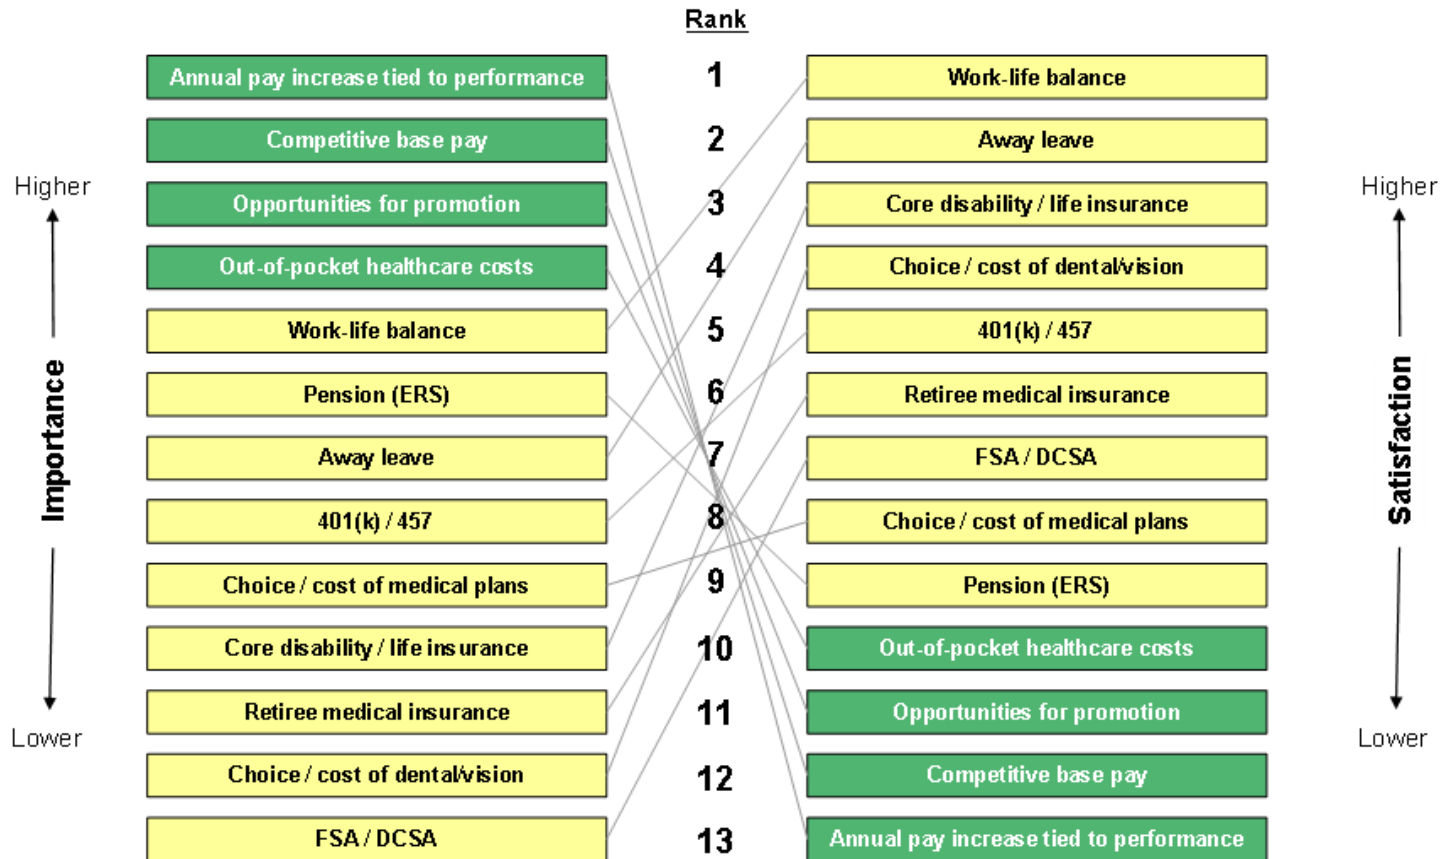 Rank
Annual pay increase tied to performance 1 Work-life balance
Competitive base pay 2 Away leave
Higher Opportunities for promotion 3 Core disability / life insurance Higher
Out-of-pocket healthcare costs 4 Choice / cost of dental/vision
Work-life balance 5 401(k) / 457
Pension (ERS) 6 Retiree medical insurance
Importance Away leave 7 FSA / DCSA Satisfaction
401(k) / 457 8 Choice / cost of medical plans
Choice / cost of medical plans 9 Pension (ERS)
Core disability / life insurance 10 Out-of-pocket healthcare costs
Retiree medical insurance 11 Opportunities for promotion
Lower Choice / cost of dental/vision 12 Competitive base pay Lower
FSA / DCSA 13 Annual pay increase tied to performance